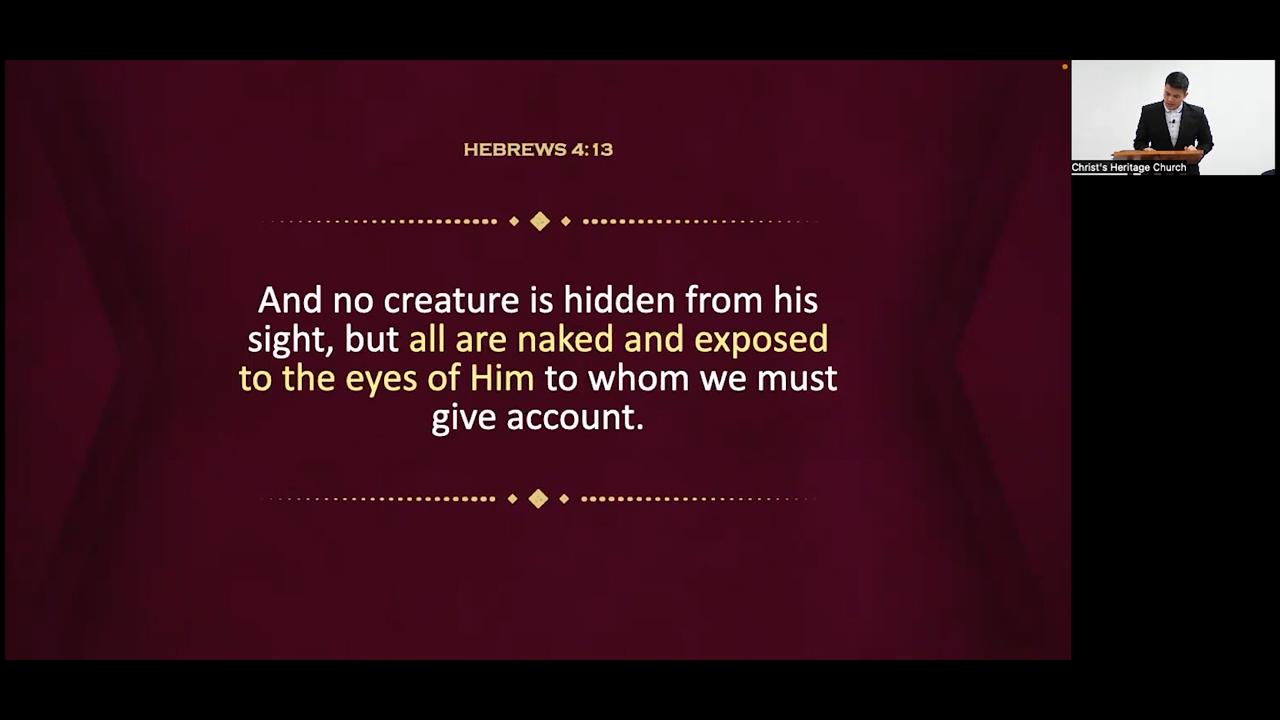 HEBREWS 4:13
And no creature is hidden from his
sight, but all are naked and exposed
to the eyes of Him to whom we must
give account.
Christ's Heritage Church